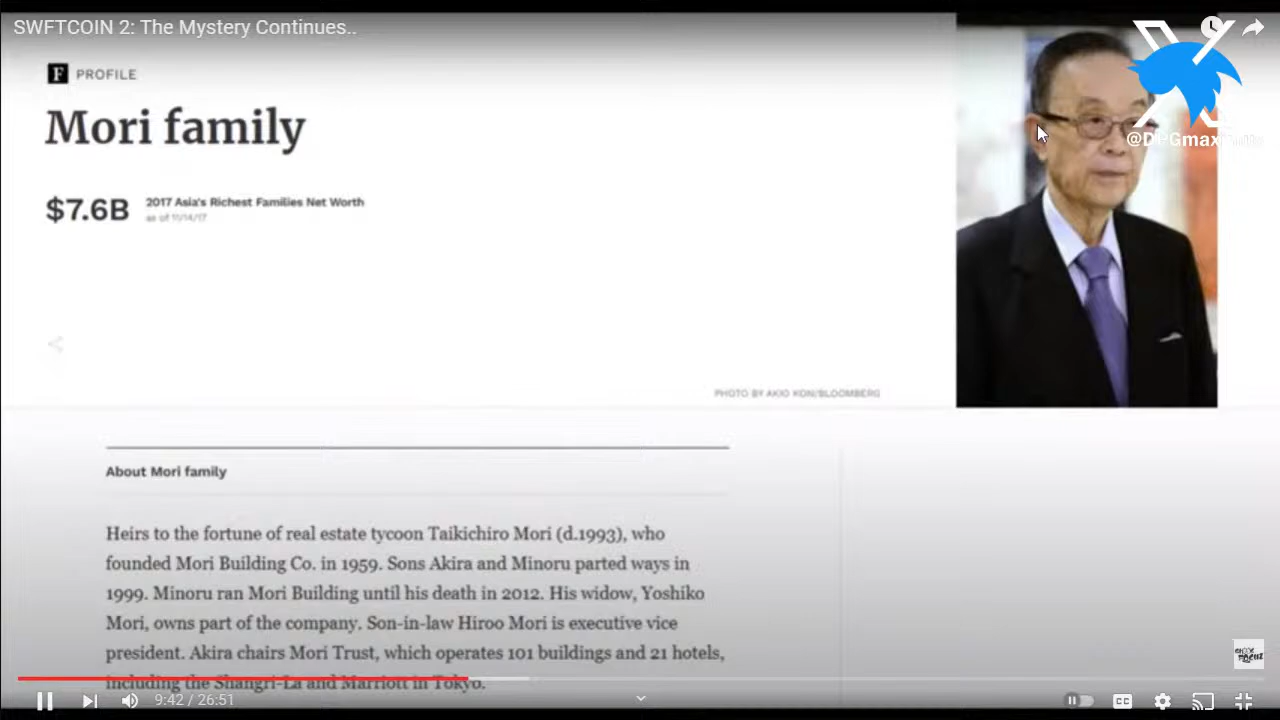 SWFTCOIN 2: The Mystery Continues..
F PROFILE
Mori family
$7.6B
2017 Asia's Richest Families Net Worth
as of 11/14/17
PHOTO BY AKIO KON/BLOOMBERG
About Mori family
Heirs to the fortune of real estate tycoon Taikichiro Mori (d.1993), who
founded Mori Building Co. in 1959. Sons Akira and Minoru parted ways in
1999. Minoru ran Mori Building until his death in 2012. His widow, Yoshiko
Mori, owns part of the company. Son-in-law Hiroo Mori is executive vice
president. Akira chairs Mori Trust, which operates 101 buildings and 21 hotels,
including the Shangri-La and Marriott in Tokyo.
9:42 / 26:51
CC